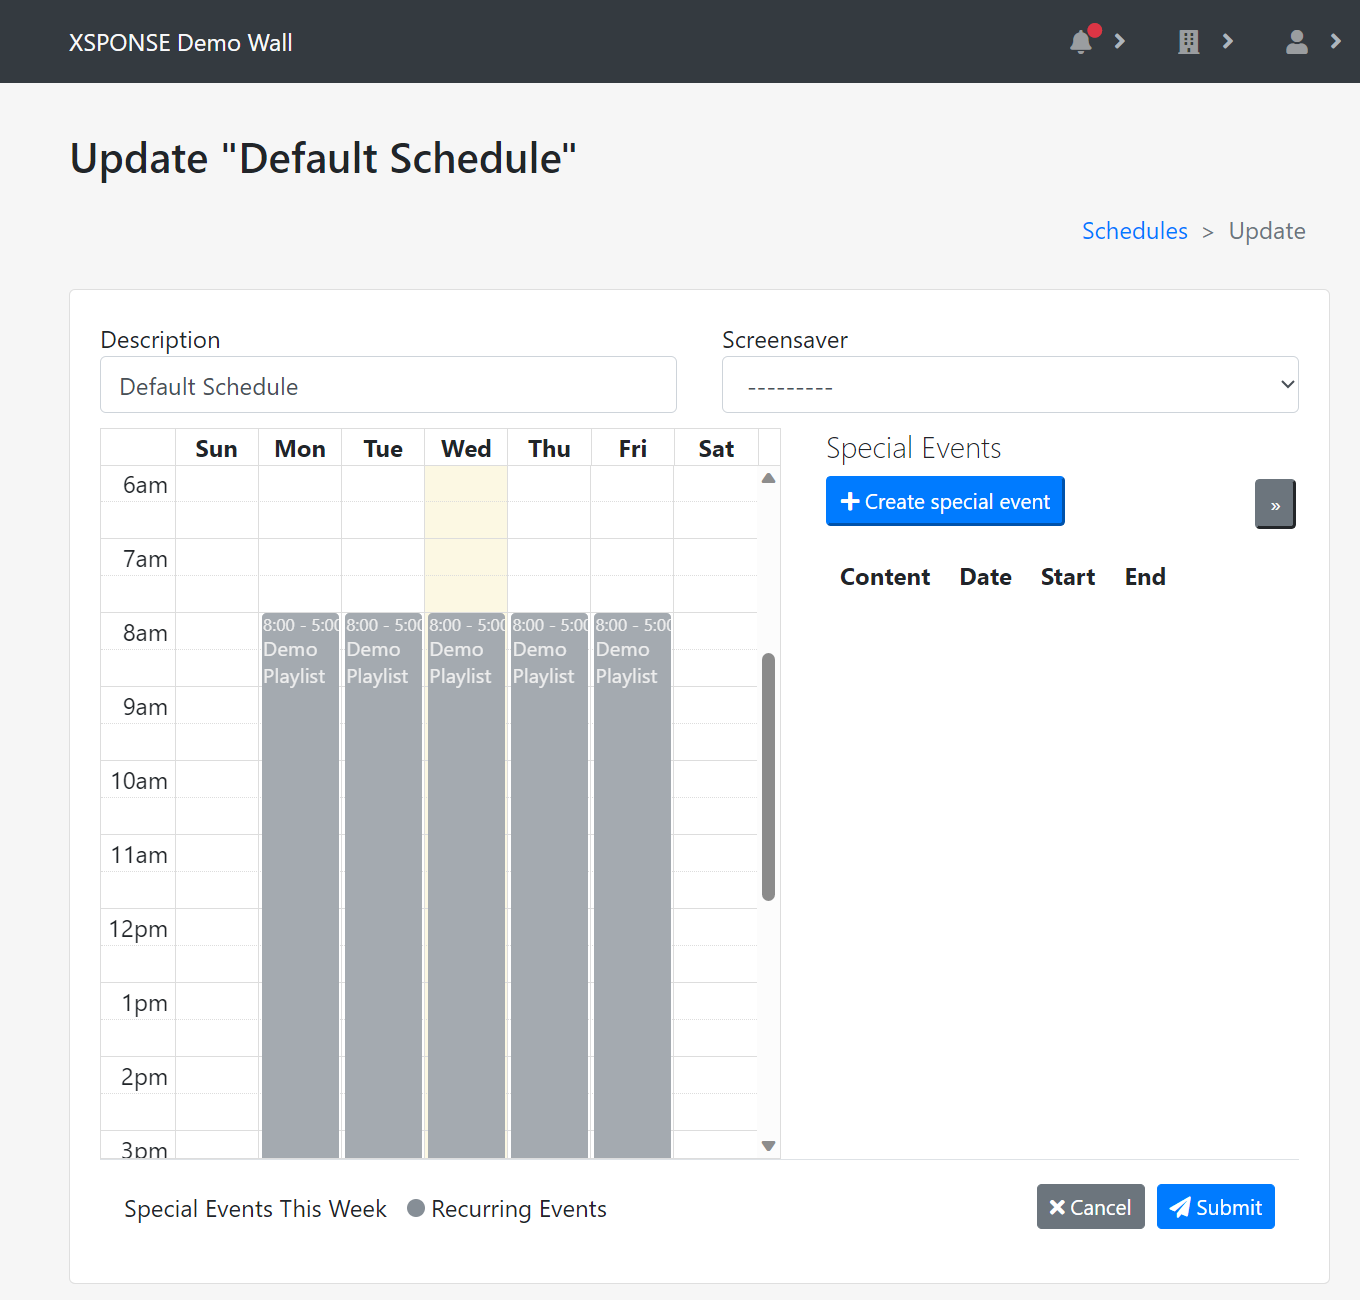 XSPONSE Demo Wall
Update "Default Schedule"
Schedules > Update
Description
Screensaver
Default Schedule
---------
Sun Mon Tue Wed Thu Fri Sat
Special Events
Create special event
»
Content Date Start End
6am
7am
8am
9am
10am
11am
12pm
1pm
2pm
3pm
8:00 - 5:00
Demo
Playlist
8:00 - 5:00
Demo
Playlist
8:00 - 5:00
Demo
Playlist
8:00 - 5:00
Demo
Playlist
8:00 - 5:00
Demo
Playlist
Special Events This Week Recurring Events
Cancel
Submit